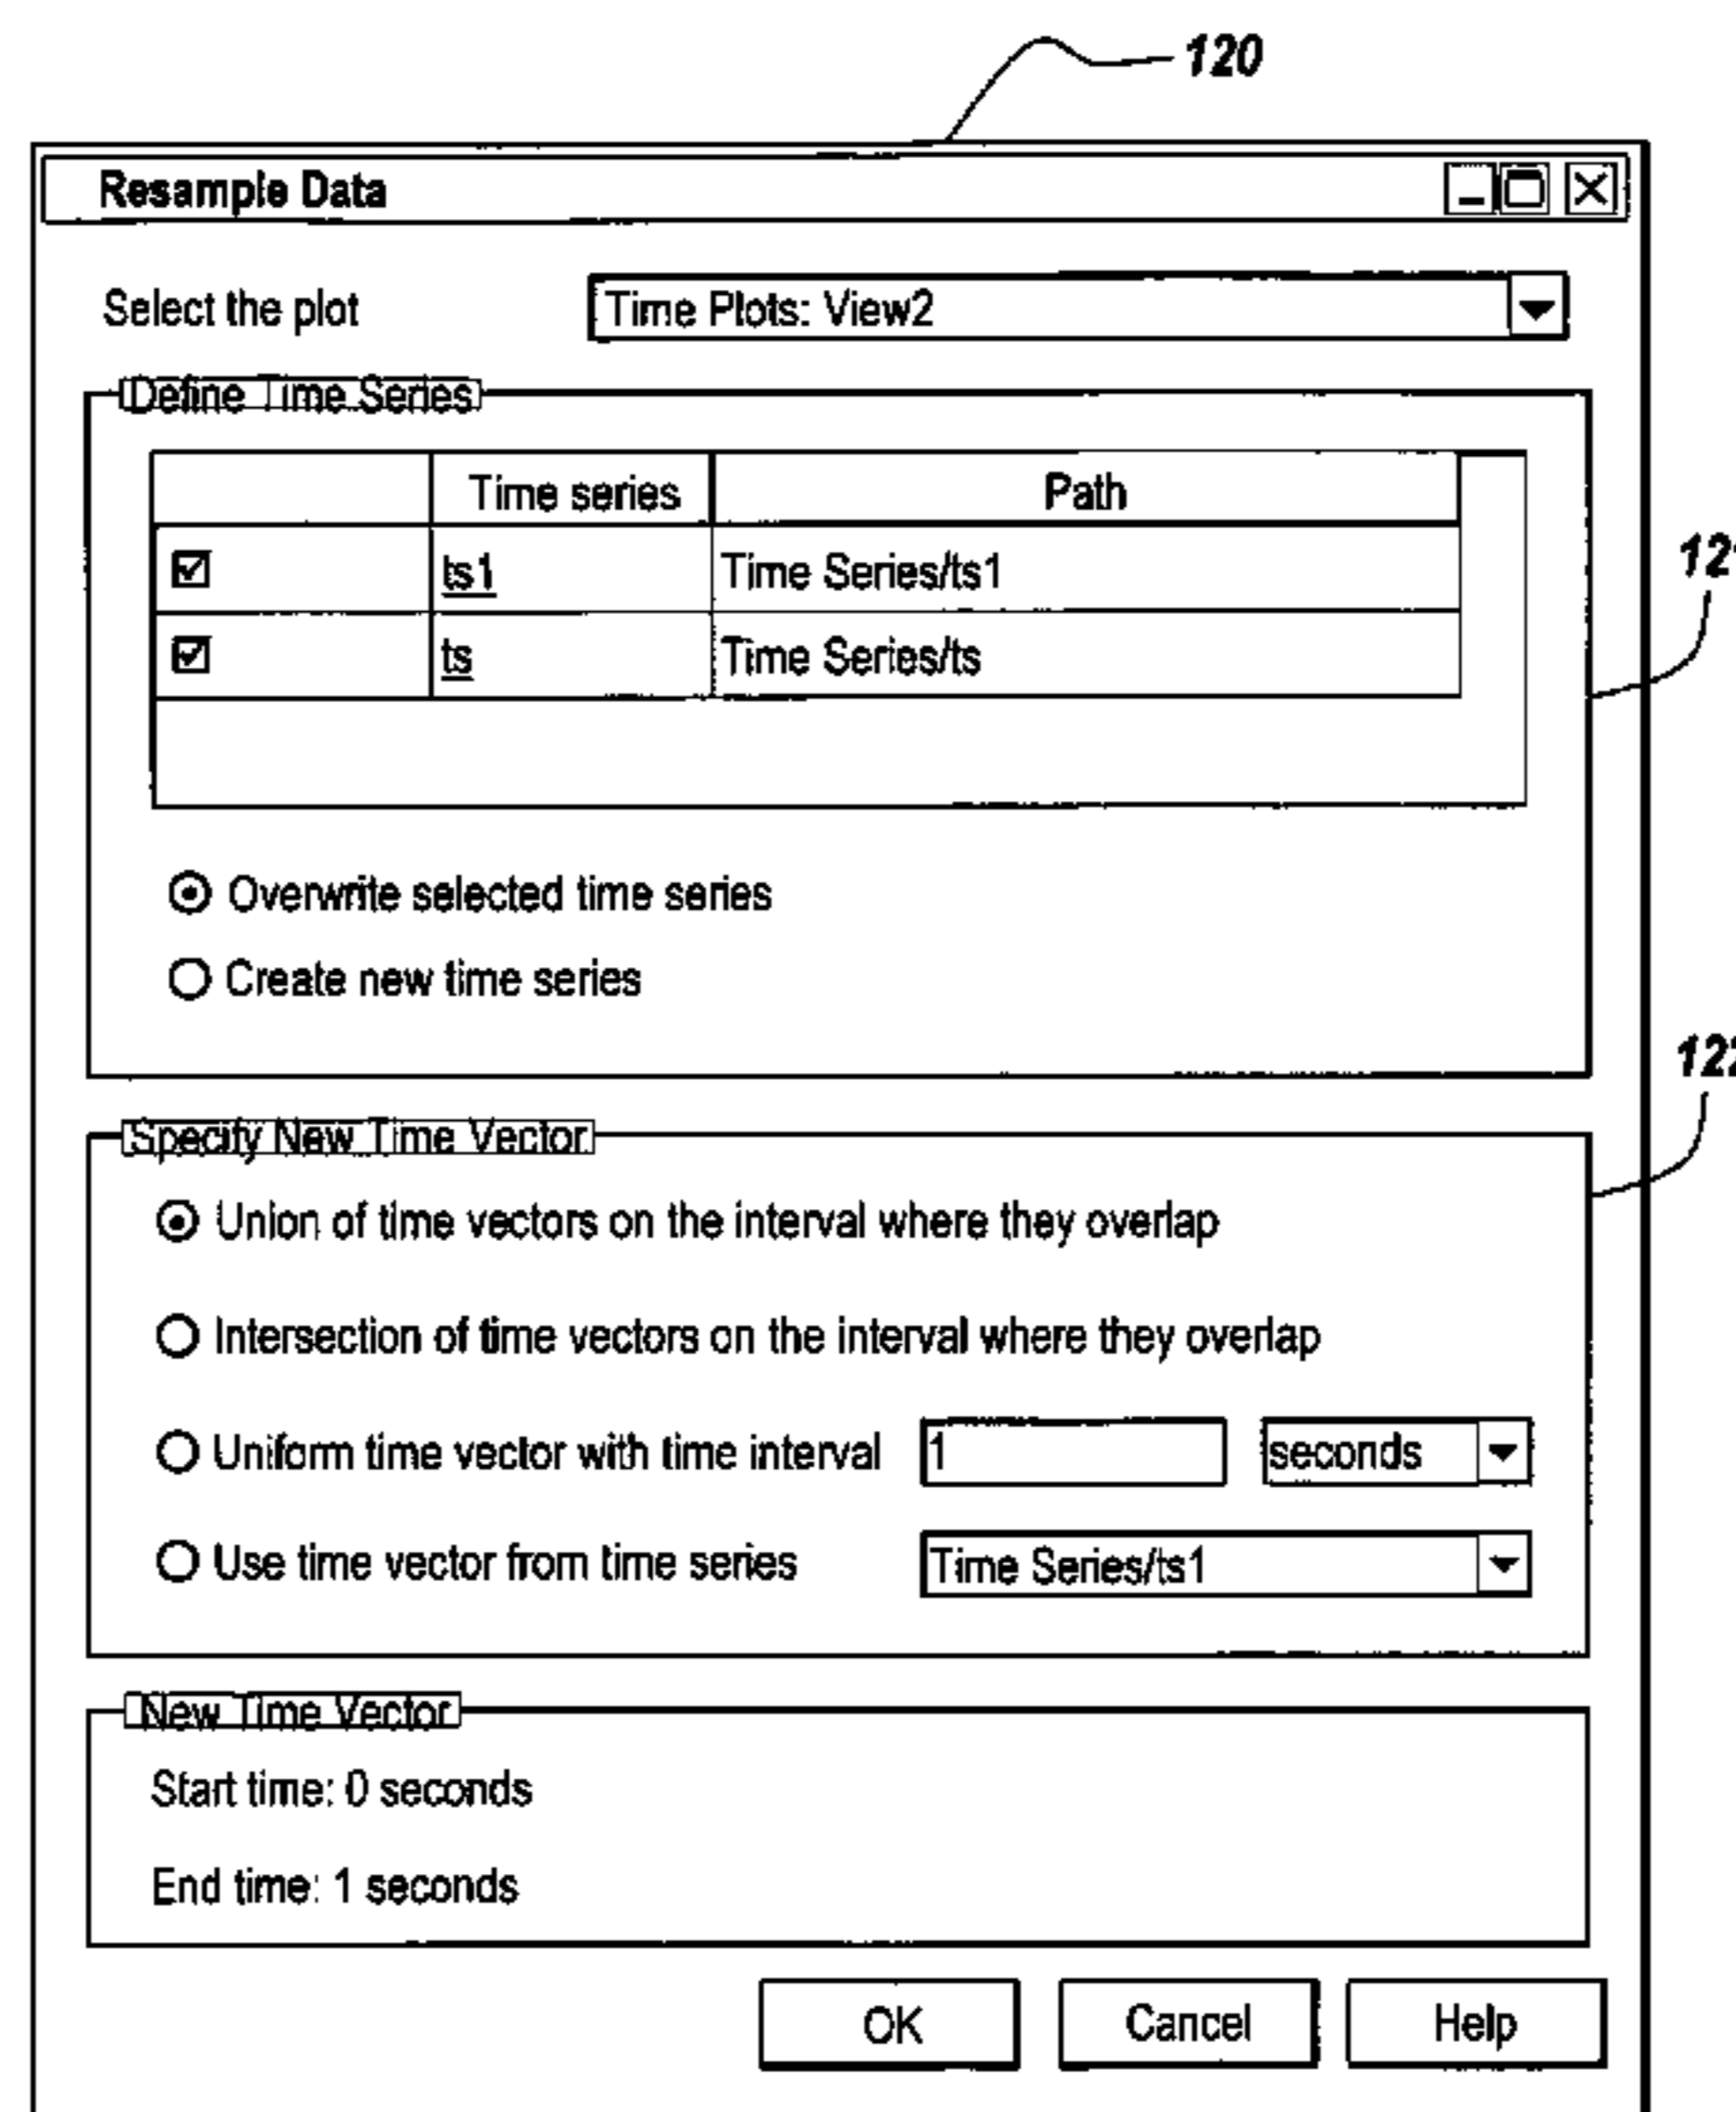 120
Resample Data
Select the plot Time Plots: View2
Define Time Series
Time series Path
ts1 Time Series/ts1
ts Time Series/ts
Overwrite selected time series
Create new time series
122
Specify New Time Vector
Union of time vectors on the interval where they overlap
Intersection of time vectors on the interval where they overlap
Uniform time vector with time interval 1 seconds
Use time vector from time series Time Series/ts1
New Time Vector
Start time: 0 seconds
End time: 1 seconds
OK Cancel Help